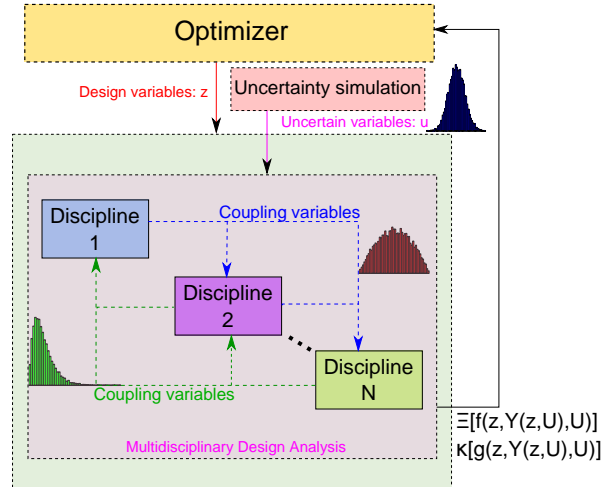 Optimizer
Design variables: z
Uncertainty simulation
Uncertain variables: u
Discipline
1
Coupling variables
Discipline
2
Discipline
N
Coupling variables
Multidisciplinary Design Analysis
Ξ[f(z,Y(z,U),U)]
κ[g(z,Y(z,U),U)]